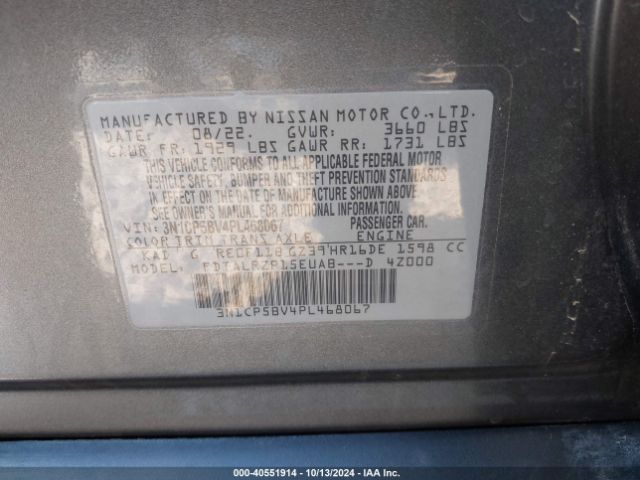 MANUFACTURED BY NISSAN MOTOR CO.,LTD.
DATE: 08/22. GVWR: 3660 LBS
GAWR FR: 1929 LBS GAWR RR: 1731 LBS
THIS VEHICLE CONFORMS TO ALL APPLICABLE FEDERAL MOTOR
VEHICLE SAFETY, BUMPER AND THEFT PREVENTION STANDARDS
IN EFFECT ON THE DATE OF MANUFACTURE SHOWN ABOVE.
SEE OWNER'S MANUAL FOR ADDITIONAL INFORMATION.
VIN: 3N1CP5BV4PL468067 PASSENGER CAR.
COLOR TRIM TRANS AXLE ENGINE
KAD G RE0F11B GZ39 HR16DE 1598 CC
MODEL: FDTALRZP15EUAB---D 4Z000
3N1CP5BV4PL468067
000-40551914 | 10/13/2024 | IAA Inc.